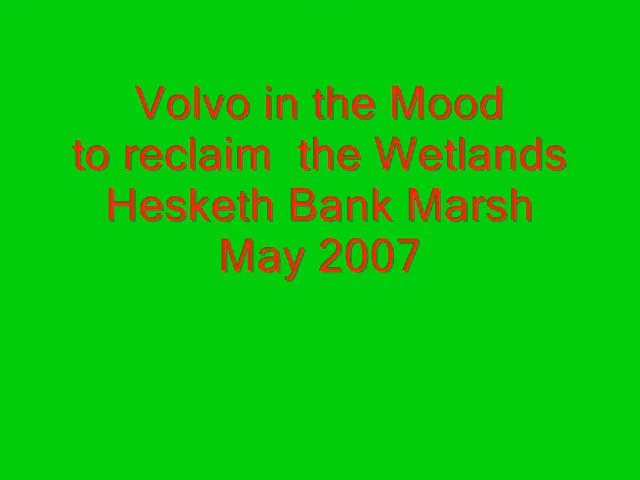 Volvo in the Mood
to reclaim  the Wetlands
Hesketh Bank Marsh
May 2007